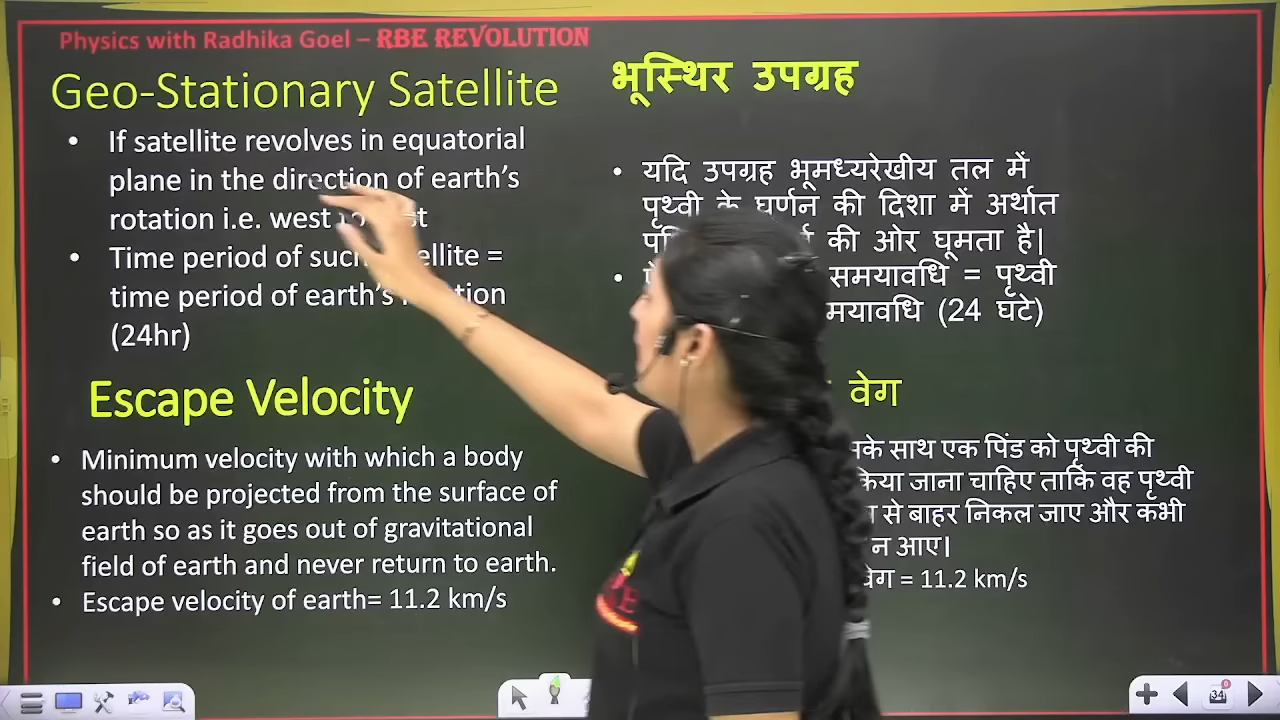 Physics with Radhika Goel – RBE REVOLUTION
Geo-Stationary Satellite
• If satellite revolves in equatorial
plane in the direction of earth's
rotation i.e. west
• Time period of such =
time period of earth's
(24hr)
Escape Velocity
• Minimum velocity with which a body
should be projected from the surface of
earth so as it goes out of gravitational
field of earth and never return to earth.
• Escape velocity of earth= 11.2 km/s
भूस्थिर उपग्रह
• यदि उपग्रह भूमध्यरेखीय तल में
पृथ्वी के घूर्णन की दिशा में अर्थात
की ओर घूमता है|
• समयावधि = पृथ्वी
(24 घंटे)
वेग
साथ एक पिंड को पृथ्वी की
किया जाना चाहिए ताकि वह पृथ्वी
से बाहर निकल जाए और कभी
न आए।
वेग = 11.2 km/s
34